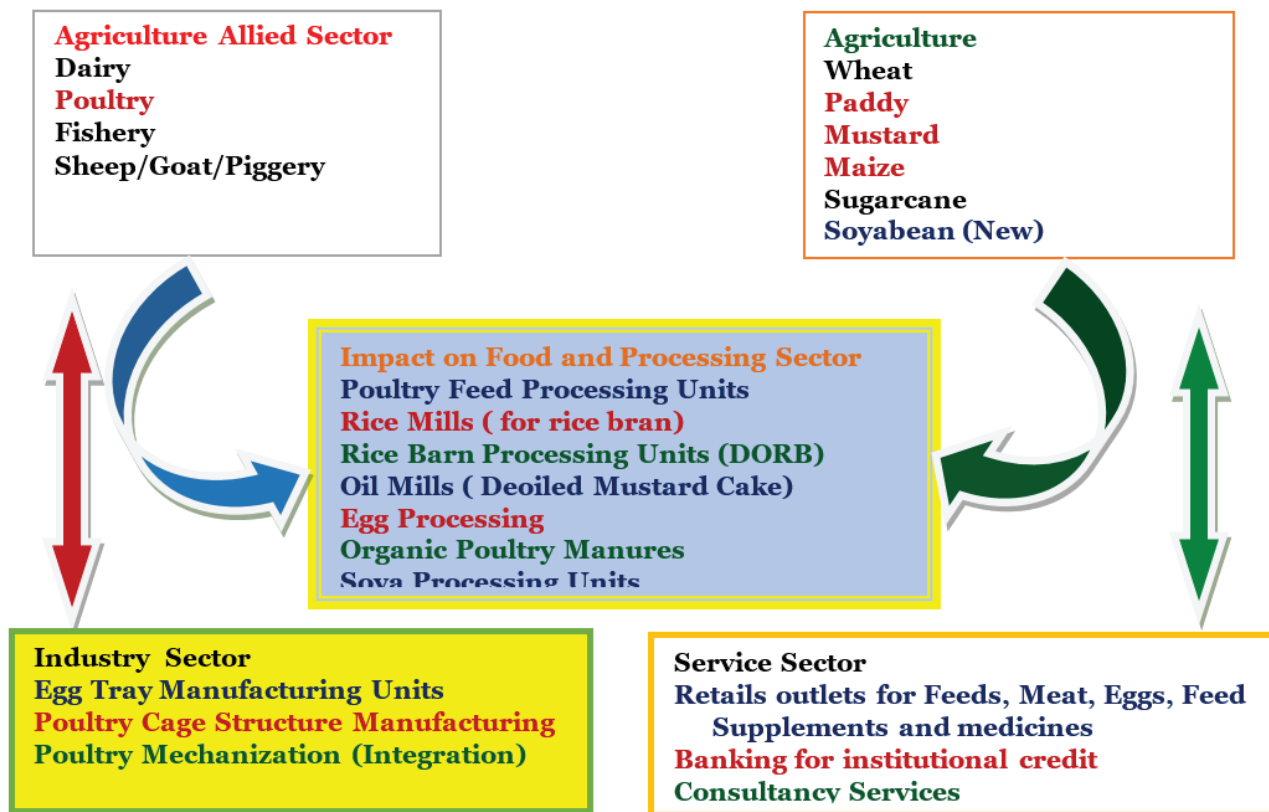 Agriculture Allied Sector
Dairy
Poultry
Fishery
Sheep/Goat/Piggery
Agriculture
Wheat
Paddy
Mustard
Maize
Sugarcane
Soyabean (New)
Impact on Food and Processing Sector
Poultry Feed Processing Units
Rice Mills ( for rice bran)
Rice Barn Processing Units (DORB)
Oil Mills ( Deoiled Mustard Cake)
Egg Processing
Organic Poultry Manures
Soya Processing Units
Industry Sector
Egg Tray Manufacturing Units
Poultry Cage Structure Manufacturing
Poultry Mechanization (Integration)
Service Sector
Retails outlets for Feeds, Meat, Eggs, Feed
Supplements and medicines
Banking for institutional credit
Consultancy Services